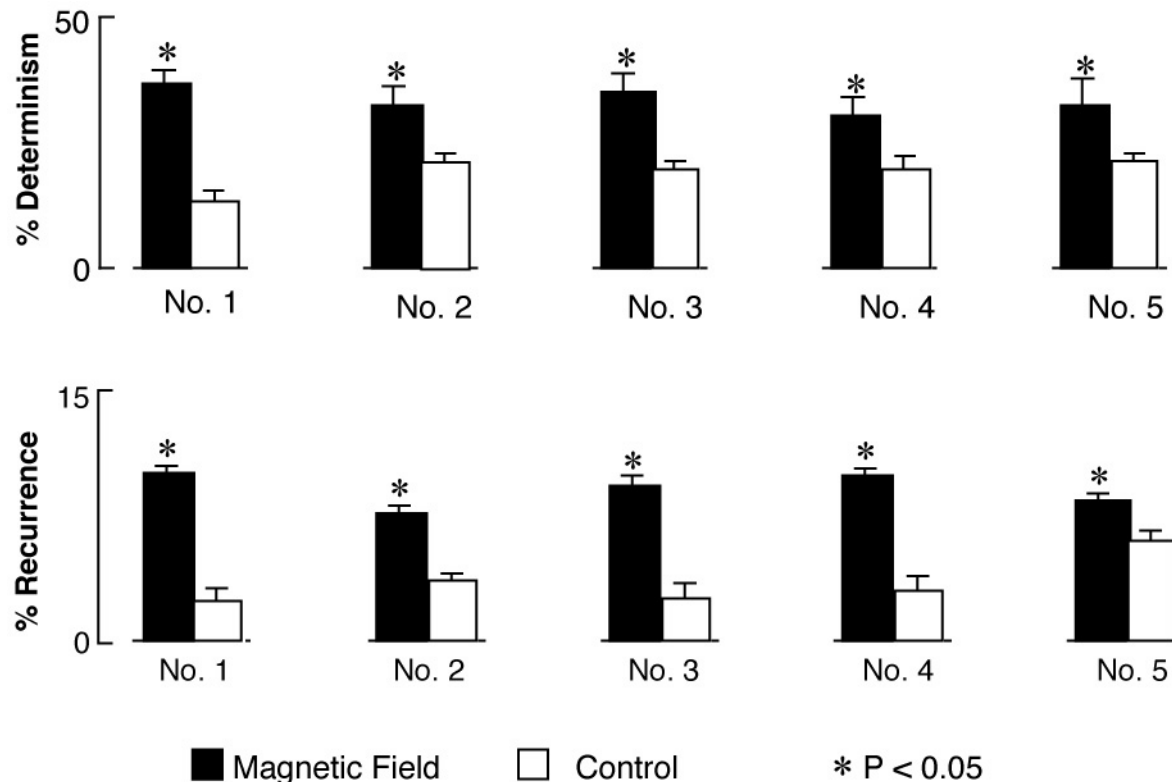 50
% Determinism
0
No. 1 No. 2 No. 3 No. 4 No. 5
* * * * *
15
% Recurrence
0
* * * * *
No. 1 No. 2 No. 3 No. 4 No. 5
Magnetic Field Control * P < 0.05